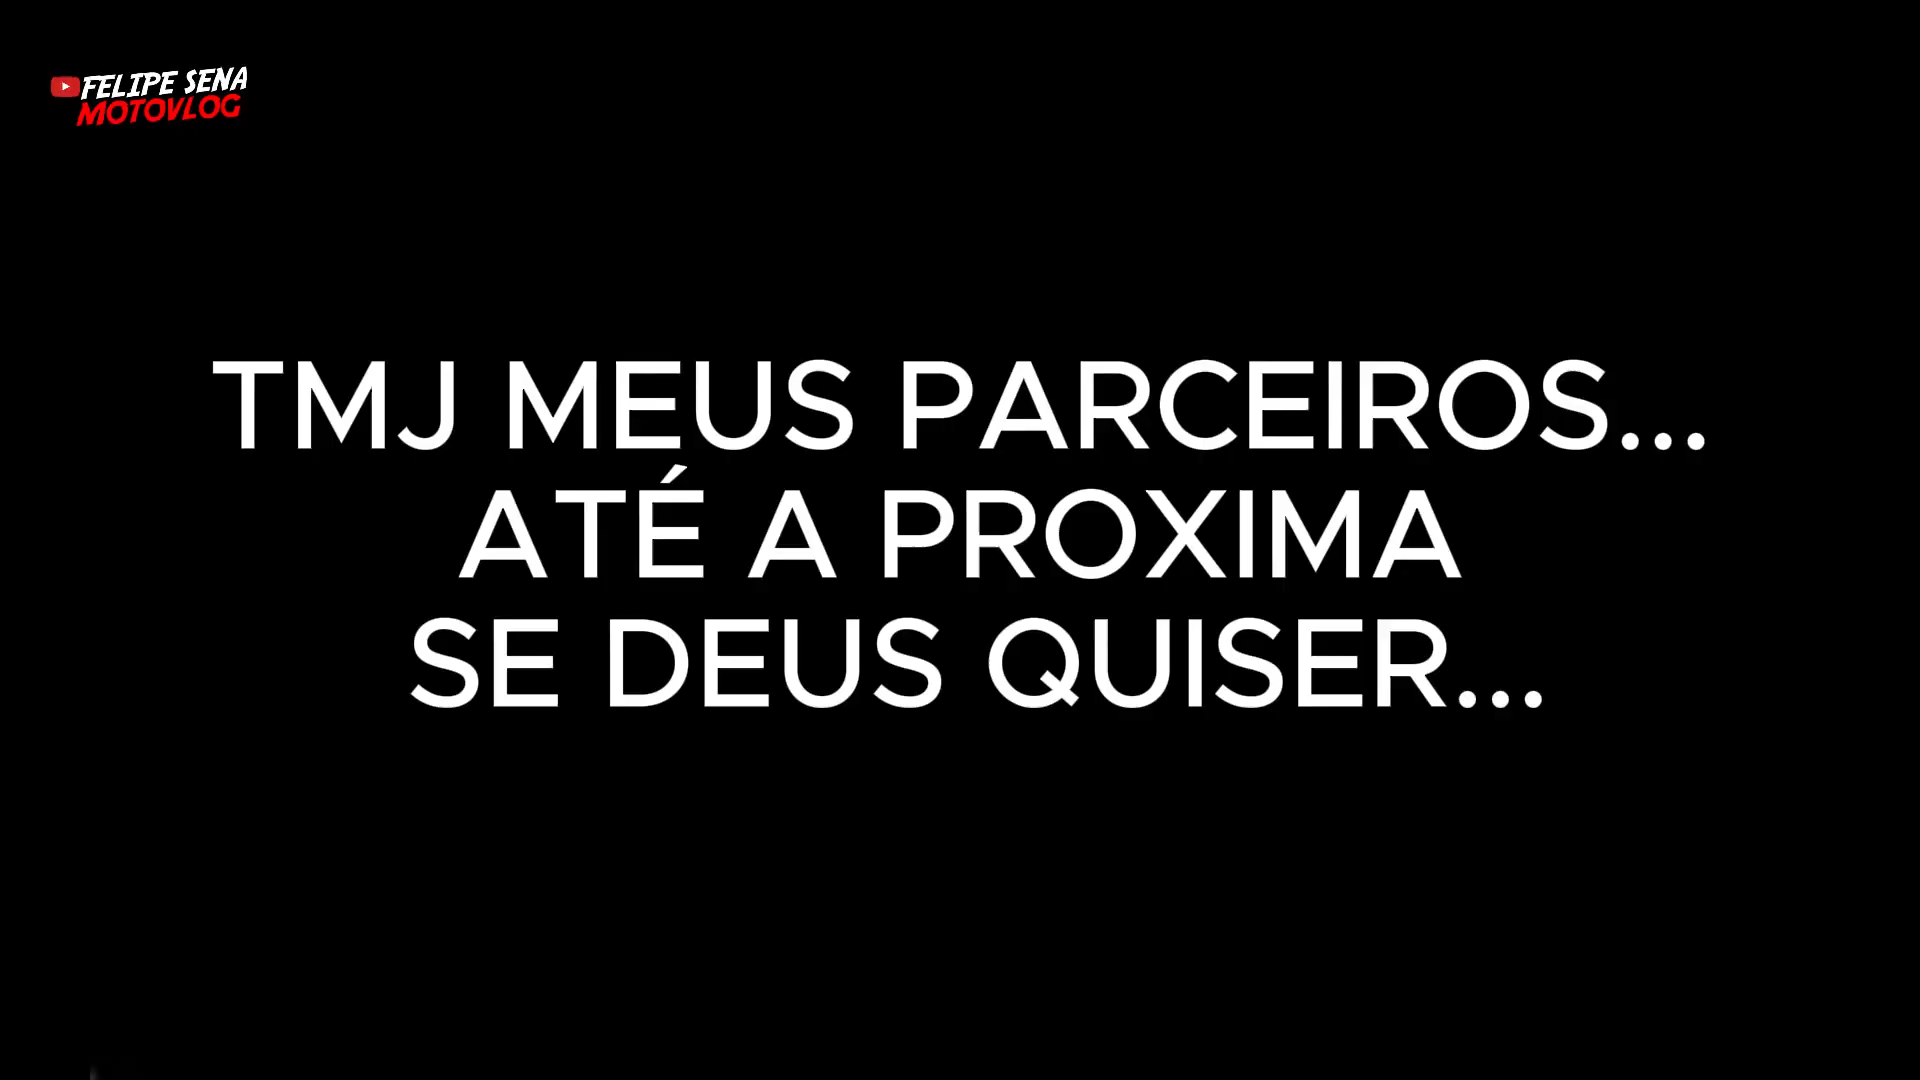 FELIPE SENA
MOTOVLOG
TMJ MEUS PARCEIROS...
ATÉ A PROXIMA
SE DEUS QUISER...